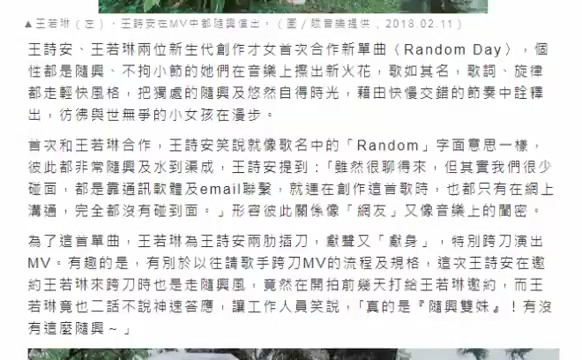 ▲王若琳（左）、王詩安在MV中都隨興演出。（圖／眩音樂提供，2018.02.11）
王詩安、王若琳兩位新生代創作才女首次合作新單曲〈Random Day〉，個
性都是隨興、不拘小節的她們在音樂上擦出新火花，歌如其名，歌詞、旋律
都走輕快風格，把獨處的隨興及悠然自得時光，藉由快慢交錯的節奏中詮釋
出，彷彿與世無爭的小女孩在漫步。
首次和王若琳合作，王詩安笑說就像歌名中的「Random」字面意思一樣，
彼此都非常隨興及水到渠成，王詩安提到：「雖然很聊得來，但其實我們很少
碰面，都是靠通訊軟體及email聯繫，就連在創作這首歌時，也都只有在網上
溝通，完全都沒有碰到面。」形容彼此關係像「網友」又像音樂上的閨密。
為了這首單曲，王若琳為王詩安兩肋插刀，獻聲又「獻身」，特別跨刀演出
MV。有趣的是，有別於以往請歌手跨刀MV的流程及規格，這次王詩安在邀
約王若琳來跨刀時也是走隨興風，竟然在開拍前幾天打給王若琳邀約，而王
若琳竟也二話不說神速答應，讓工作人員笑說，「真的是『隨興雙妹』！有沒
有這麼隨興～」